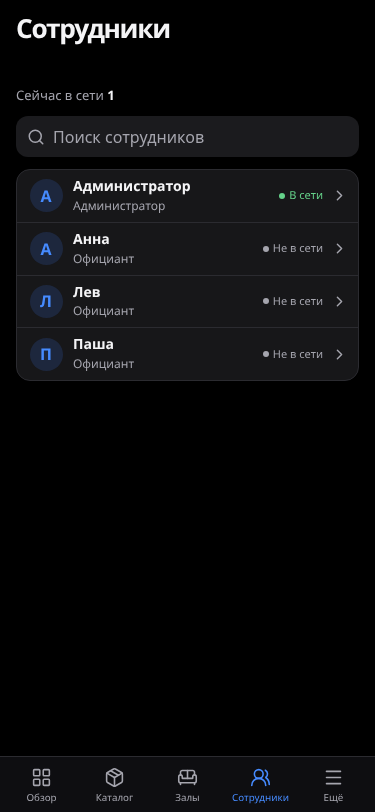 Сотрудники
Сейчас в сети 1
Поиск сотрудников
А
Администратор
Администратор
В сети
А
Анна
Официант
Не в сети
Л
Лев
Официант
Не в сети
П
Паша
Официант
Не в сети
Обзор
Каталог
Залы
Сотрудники
Ещё